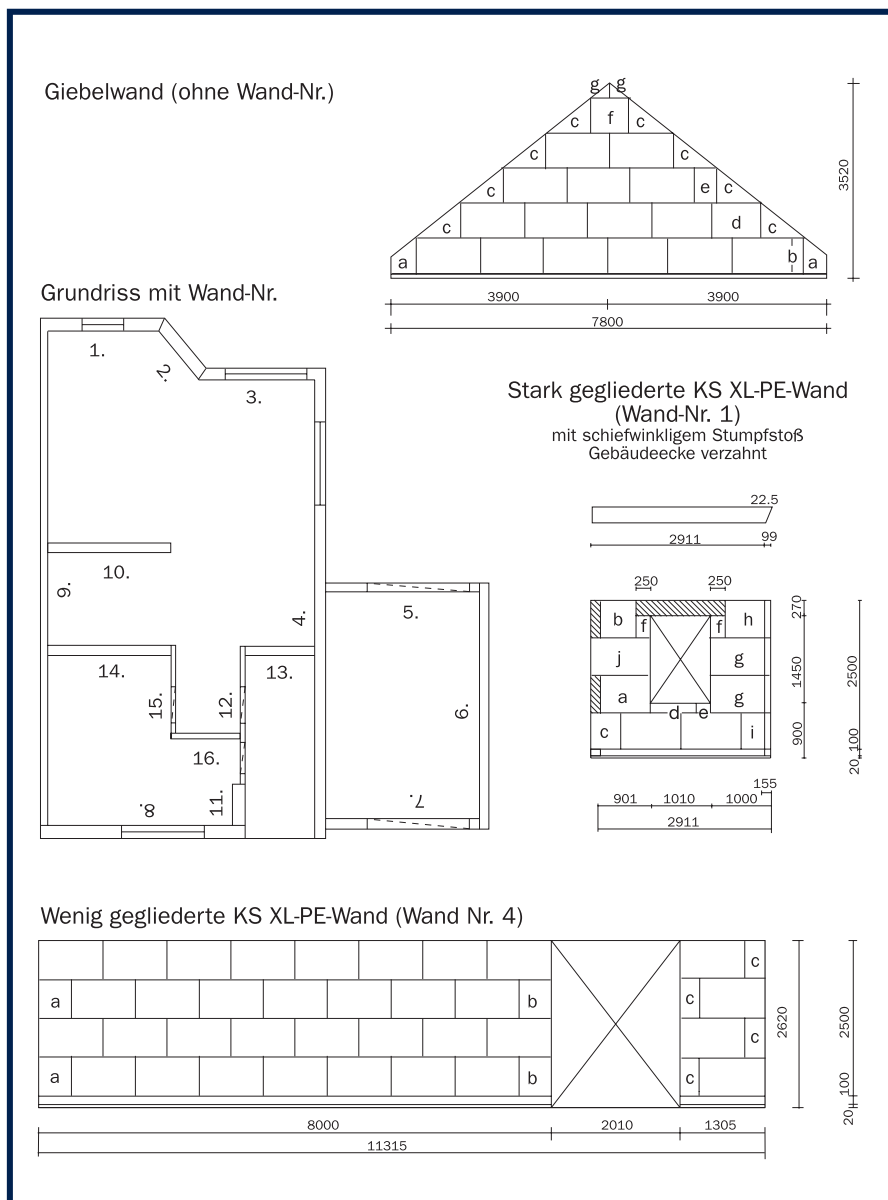 Giebelwand (ohne Wand-Nr.)
g g
c f c
c c
c e c
c d c
a b a
3520
3900 3900
7800
Grundriss mit Wand-Nr.
1.
2.
3.
4.
5.
6.
7.
8.
9.
10.
11.
12.
13.
14.
15.
16.
Stark gegliederte KS XL-PE-Wand
(Wand-Nr. 1)
mit schiefwinkligem Stumpfstoß
Gebäudeecke verzahnt
22.5
2911 99
250 250
b f f h
j g
a g
d e
c i
270
1450
900
2500
100
20
155
901 1010 1000
2911
Wenig gegliederte KS XL-PE-Wand (Wand Nr. 4)
c
a b c
c
a b c
2620
2500
100
20
8000 2010 1305
11315